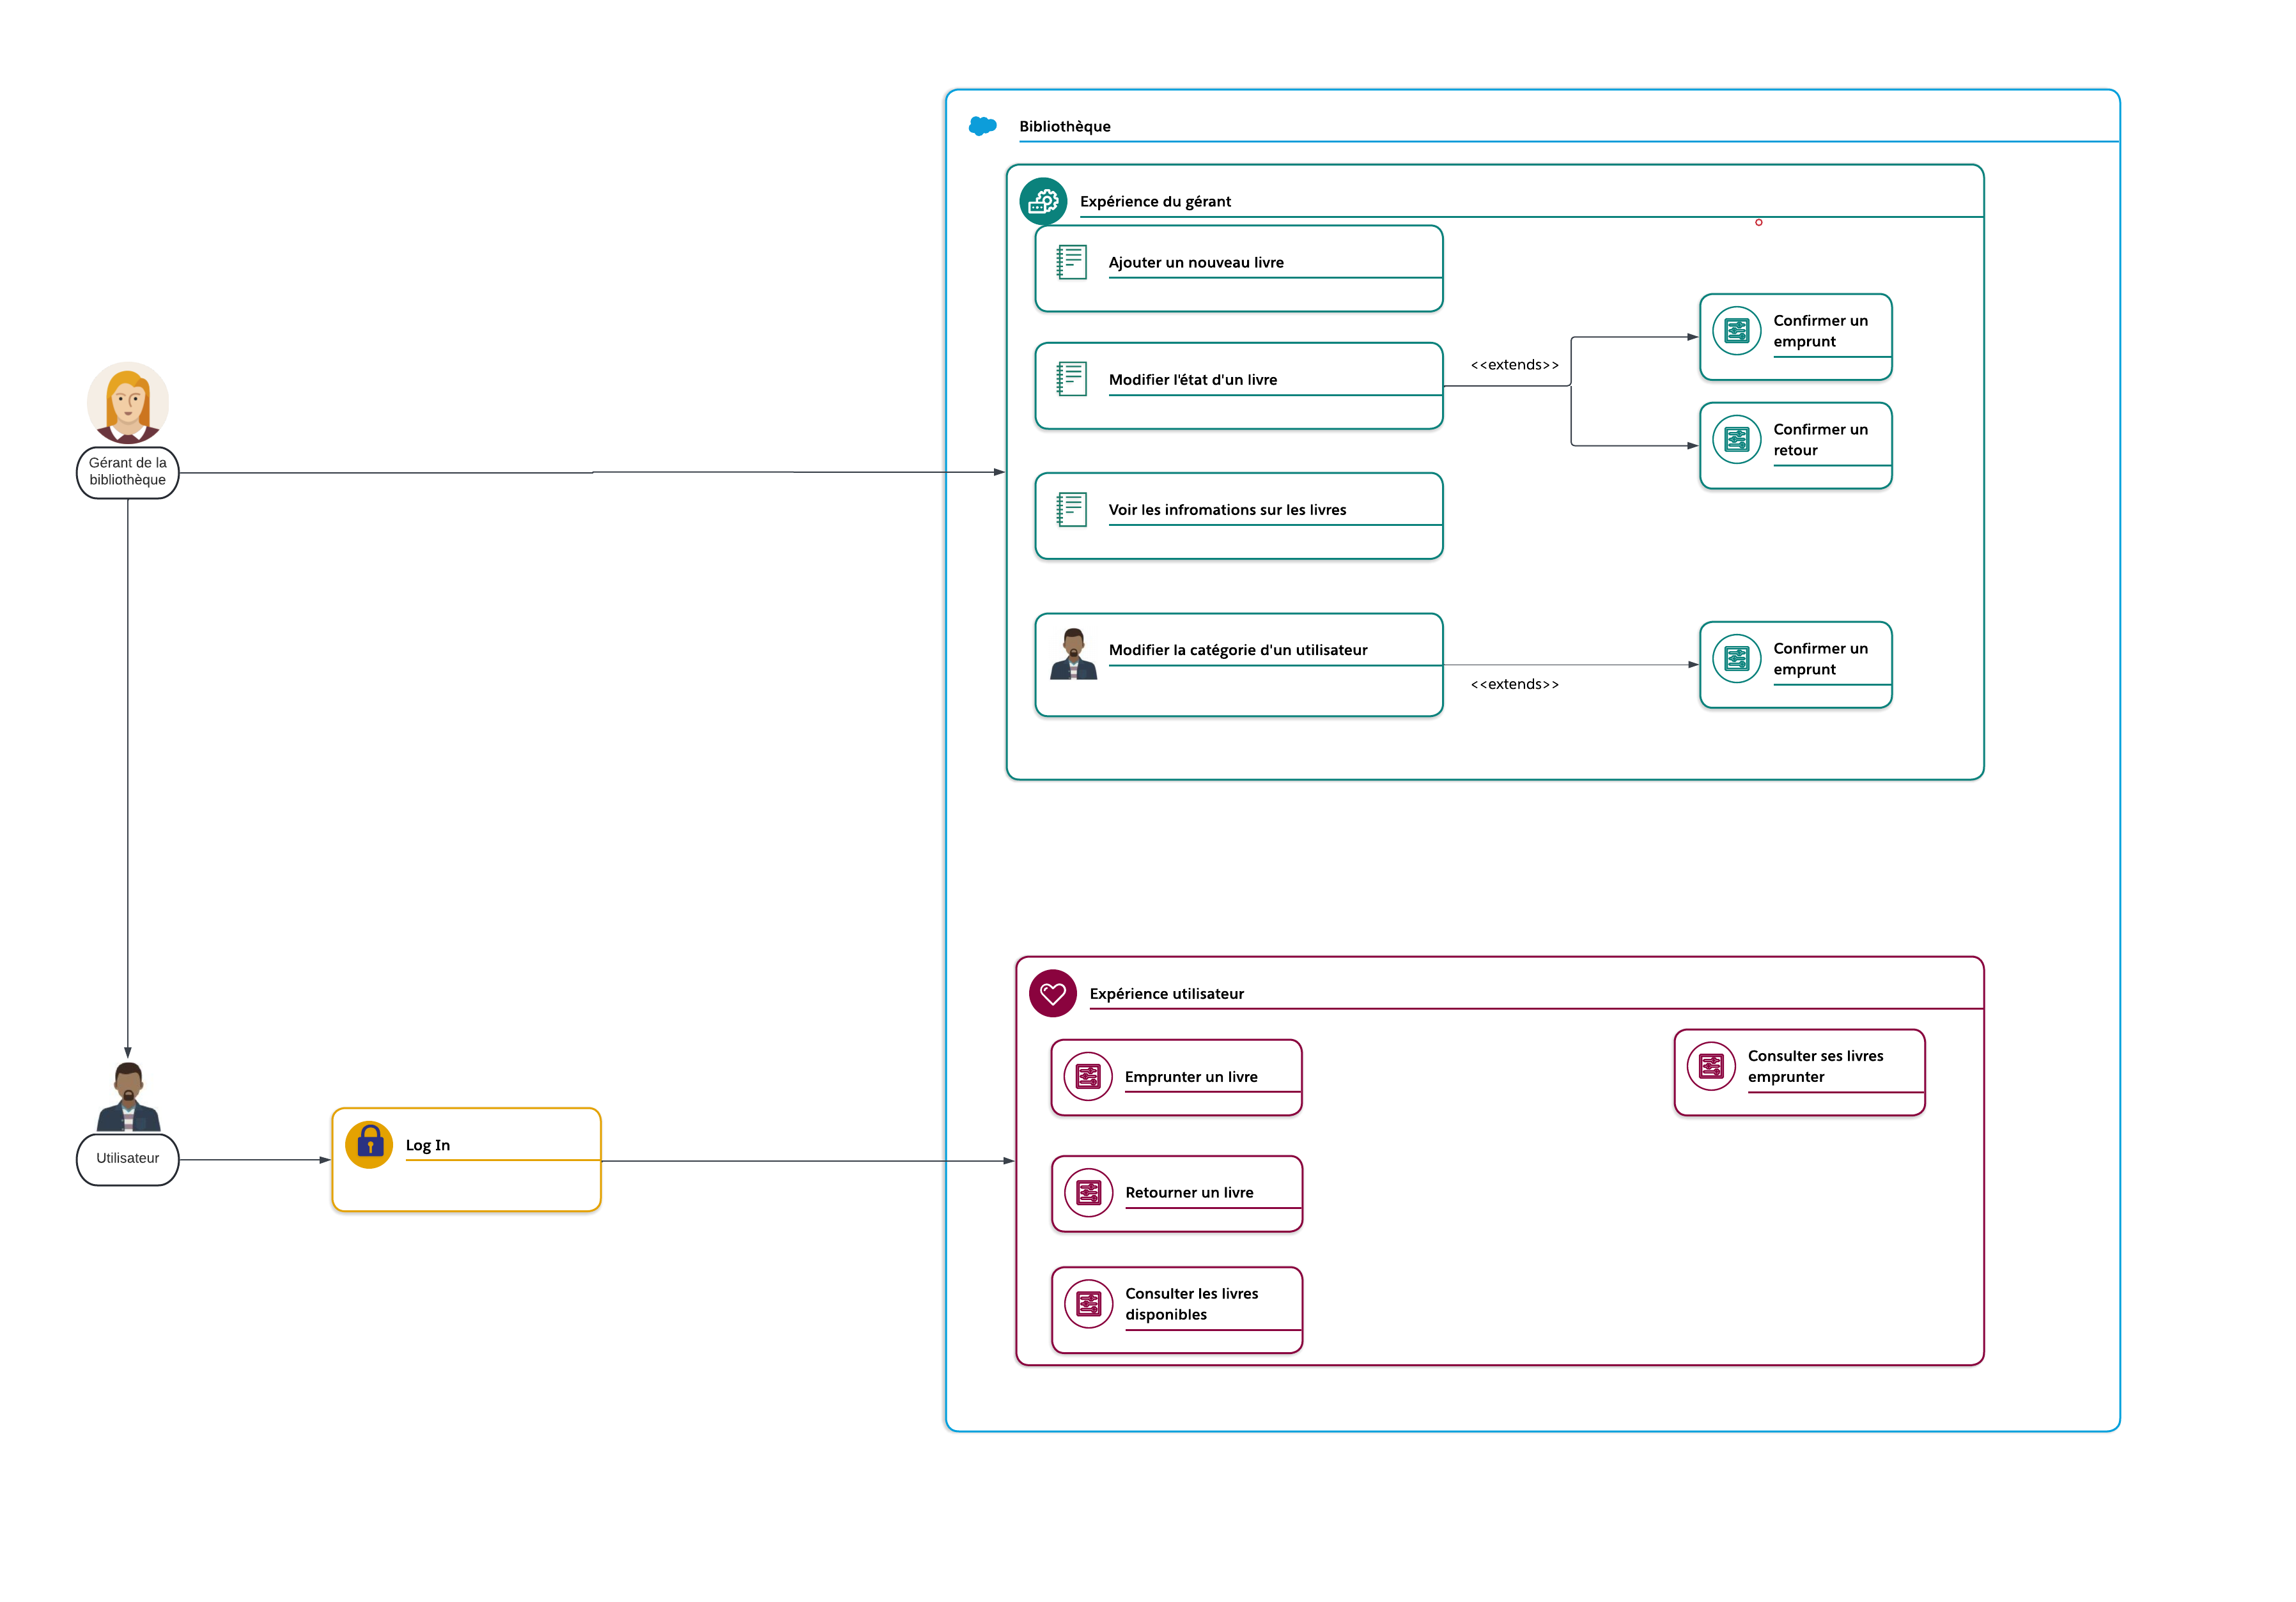 Bibliothèque
Expérience du gérant
Ajouter un nouveau livre
Confirmer un
emprunt
<<extends>>
Modifier l'état d'un livre
Confirmer un
retour
Gérant de la
bibliothèque
Voir les infromations sur les livres
Modifier la catégorie d'un utilisateur
Confirmer un
emprunt
<<extends>>
Expérience utilisateur
Emprunter un livre
Consulter ses livres
emprunter
Utilisateur
Log In
Retourner un livre
Consulter les livres
disponibles